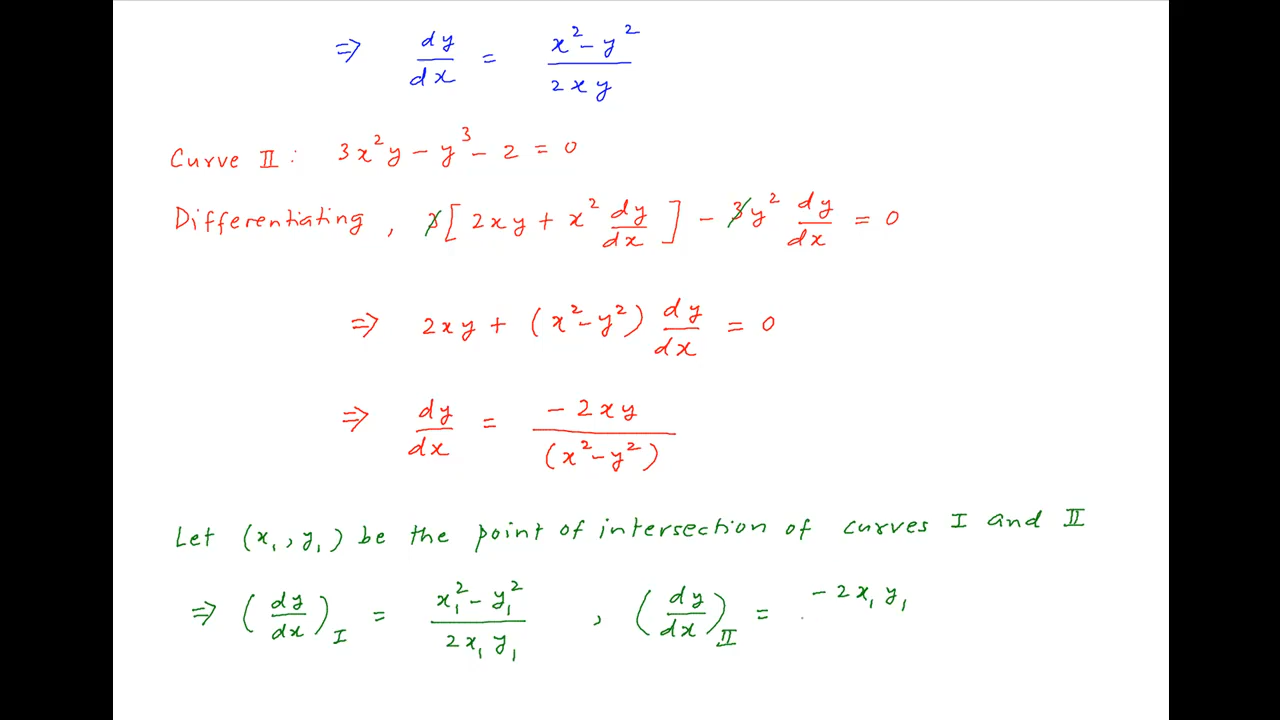 ⇒ dy/dx = (x² − y²)/(2xy)
Curve II : 3x²y − y³ − 2 = 0
Differentiating , 3[2xy + x² dy/dx] − 3y² dy/dx = 0
⇒ 2xy + (x² − y²) dy/dx = 0
⇒ dy/dx = −2xy/(x² − y²)
Let (x₁, y₁) be the point of intersection of curves I and II
⇒ (dy/dx)_I = (x₁² − y₁²)/(2x₁y₁) , (dy/dx)_II = −2x₁y₁